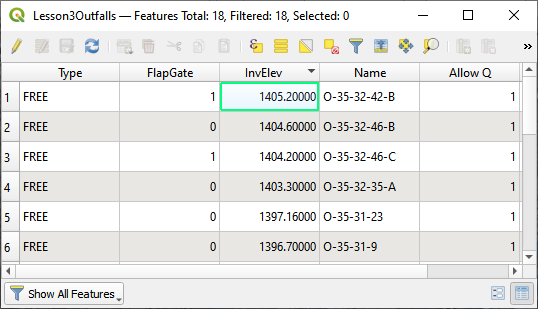 Lesson3Outfalls — Features Total: 18, Filtered: 18, Selected: 0
Type FlapGate InvElev Name Allow Q
1 FREE 1 1405.20000 O-35-32-42-B 1
2 FREE 0 1404.60000 O-35-32-46-B 1
3 FREE 1 1404.20000 O-35-32-46-C 1
4 FREE 0 1403.30000 O-35-32-35-A 1
5 FREE 0 1397.16000 O-35-31-23 1
6 FREE 0 1396.70000 O-35-31-9 1
Show All Features